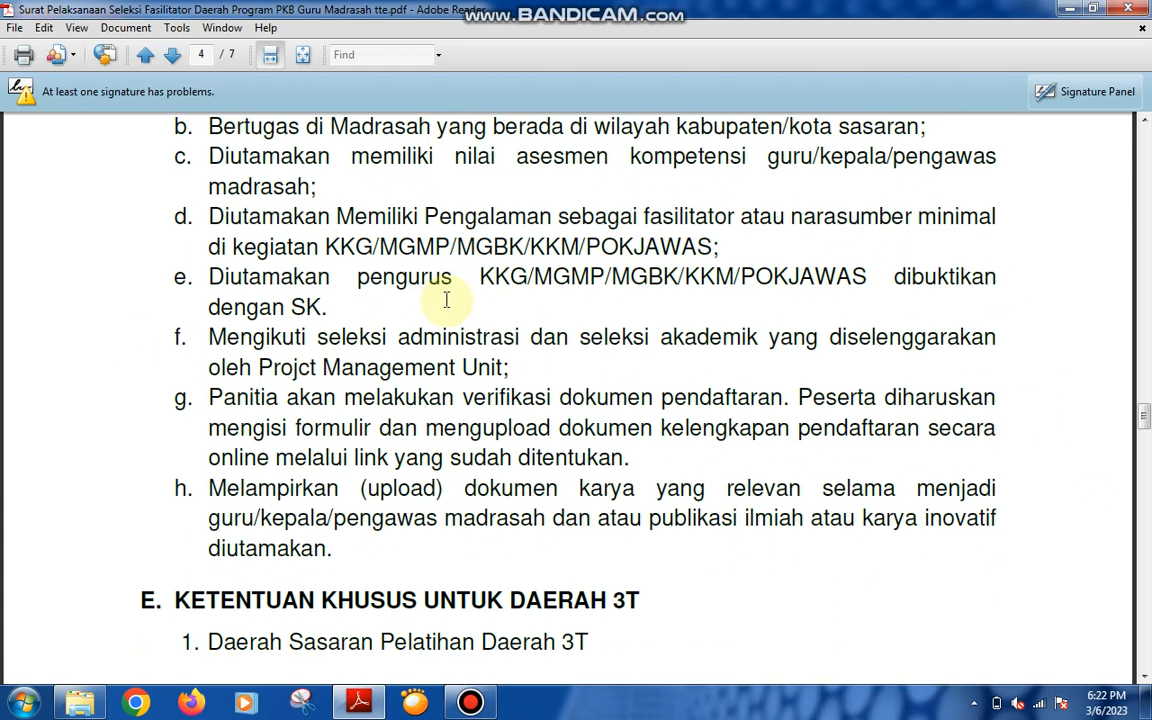 Surat Pelaksanaan Seleksi Fasilitator Daerah Program PKB Guru Madrasah tte.pdf - Adobe Reader
www.BANDICAM.com
File Edit View Document Tools Window Help
4 / 7 Find
At least one signature has problems. Signature Panel
b. Bertugas di Madrasah yang berada di wilayah kabupaten/kota sasaran;
c. Diutamakan memiliki nilai asesmen kompetensi guru/kepala/pengawas
madrasah;
d. Diutamakan Memiliki Pengalaman sebagai fasilitator atau narasumber minimal
di kegiatan KKG/MGMP/MGBK/KKM/POKJAWAS;
e. Diutamakan pengurus KKG/MGMP/MGBK/KKM/POKJAWAS dibuktikan
dengan SK.
f. Mengikuti seleksi administrasi dan seleksi akademik yang diselenggarakan
oleh Projct Management Unit;
g. Panitia akan melakukan verifikasi dokumen pendaftaran. Peserta diharuskan
mengisi formulir dan mengupload dokumen kelengkapan pendaftaran secara
online melalui link yang sudah ditentukan.
h. Melampirkan (upload) dokumen karya yang relevan selama menjadi
guru/kepala/pengawas madrasah dan atau publikasi ilmiah atau karya inovatif
diutamakan.
E. KETENTUAN KHUSUS UNTUK DAERAH 3T
1. Daerah Sasaran Pelatihan Daerah 3T
6:22 PM
3/6/2023